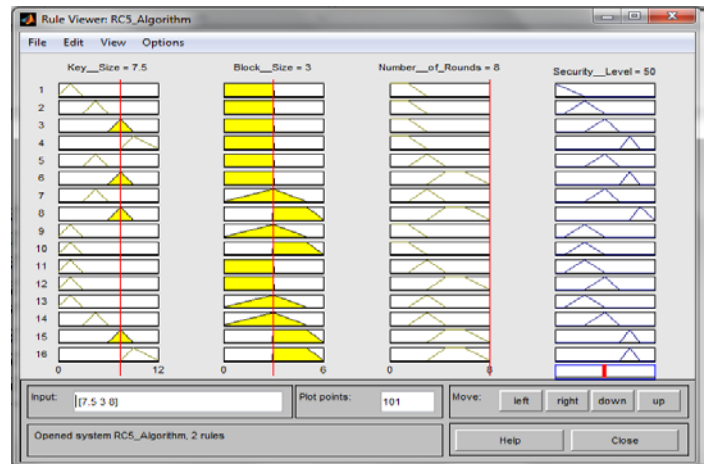 Rule Viewer: RC5_Algorithm
File Edit View Options
Key__Size = 7.5 Block__Size = 3 Number__of_Rounds = 8 Security__Level = 50
1
2
3
4
5
6
7
8
9
10
11
12
13
14
15
16
0 12 0 6 0 8
Input: [7.5 3 8] Plot points: 101 Move: left right down up
Opened system RC5_Algorithm, 2 rules Help Close